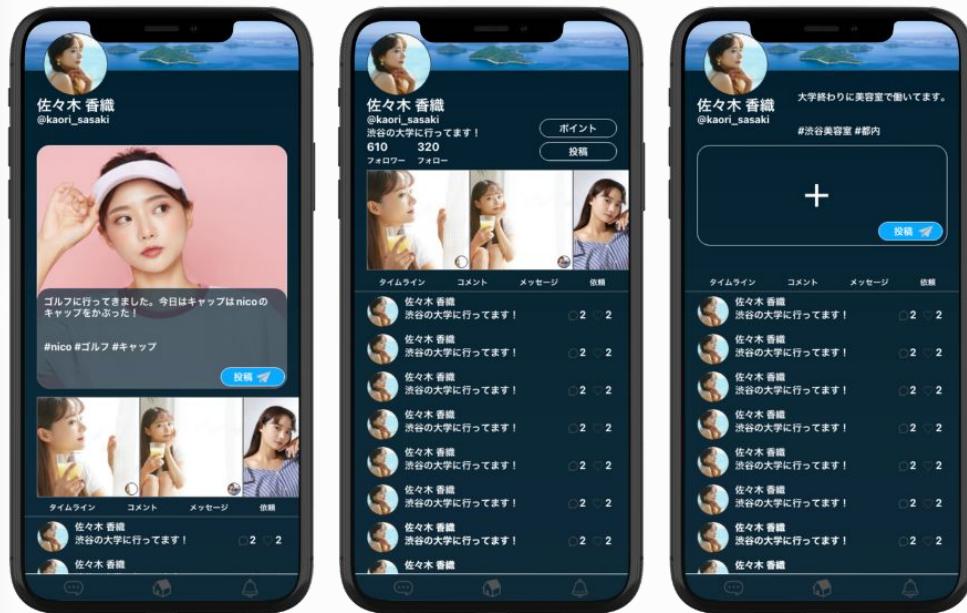 佐々木 香織
@kaori_sasaki
ゴルフに行ってきました。今日はキャップはnicoの
キャップをかぶった！
#nico #ゴルフ #キャップ
投稿
タイムライン コメント メッセージ 依頼
佐々木 香織
渋谷の大学に行ってます！ 2 2
佐々木 香織
佐々木 香織
@kaori_sasaki
渋谷の大学に行ってます！
ポイント
610 320
フォロワー フォロー
投稿
タイムライン コメント メッセージ 依頼
佐々木 香織
渋谷の大学に行ってます！ 2 2
佐々木 香織
渋谷の大学に行ってます！ 2 2
佐々木 香織
渋谷の大学に行ってます！ 2 2
佐々木 香織
渋谷の大学に行ってます！ 2 2
佐々木 香織
渋谷の大学に行ってます！ 2 2
佐々木 香織
渋谷の大学に行ってます！ 2 2
佐々木 香織
渋谷の大学に行ってます！ 2 2
佐々木 香織
佐々木 香織
@kaori_sasaki
大学終わりに美容室で働いてます。
#渋谷美容室 #都内
投稿
タイムライン コメント メッセージ 依頼
佐々木 香織
渋谷の大学に行ってます！ 2 2
佐々木 香織
渋谷の大学に行ってます！ 2 2
佐々木 香織
渋谷の大学に行ってます！ 2 2
佐々木 香織
渋谷の大学に行ってます！ 2 2
佐々木 香織
渋谷の大学に行ってます！ 2 2
佐々木 香織
渋谷の大学に行ってます！ 2 2
佐々木 香織
渋谷の大学に行ってます！ 2 2
佐々木 香織